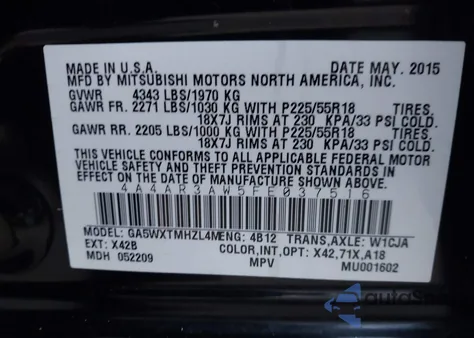 MADE IN U.S.A. DATE MAY. 2015
MFD BY MITSUBISHI MOTORS NORTH AMERICA, INC.
GVWR 4343 LBS/1970 KG
GAWR FR. 2271 LBS/1030 KG WITH P225/55R18 TIRES,
18X7J RIMS AT 230 KPA/33 PSI COLD.
GAWR RR. 2205 LBS/1000 KG WITH P225/55R18 TIRES,
18X7J RIMS AT 230 KPA/33 PSI COLD.
THIS VEHICLE CONFORMS TO ALL APPLICABLE FEDERAL MOTOR
VEHICLE SAFETY AND THEFT PREVENTION STANDARDS IN
EFFECT ON THE DATE OF MANUFACTURE SHOWN ABOVE.
4A4AR3AW5FE037516
MODEL: GA5WXTMHZL4M ENG: 4B12 TRANS,AXLE: W1CJA
EXT: X42B COLOR,INT,OPT: X42,71X,A18
MDH 052209 MPV MU001602